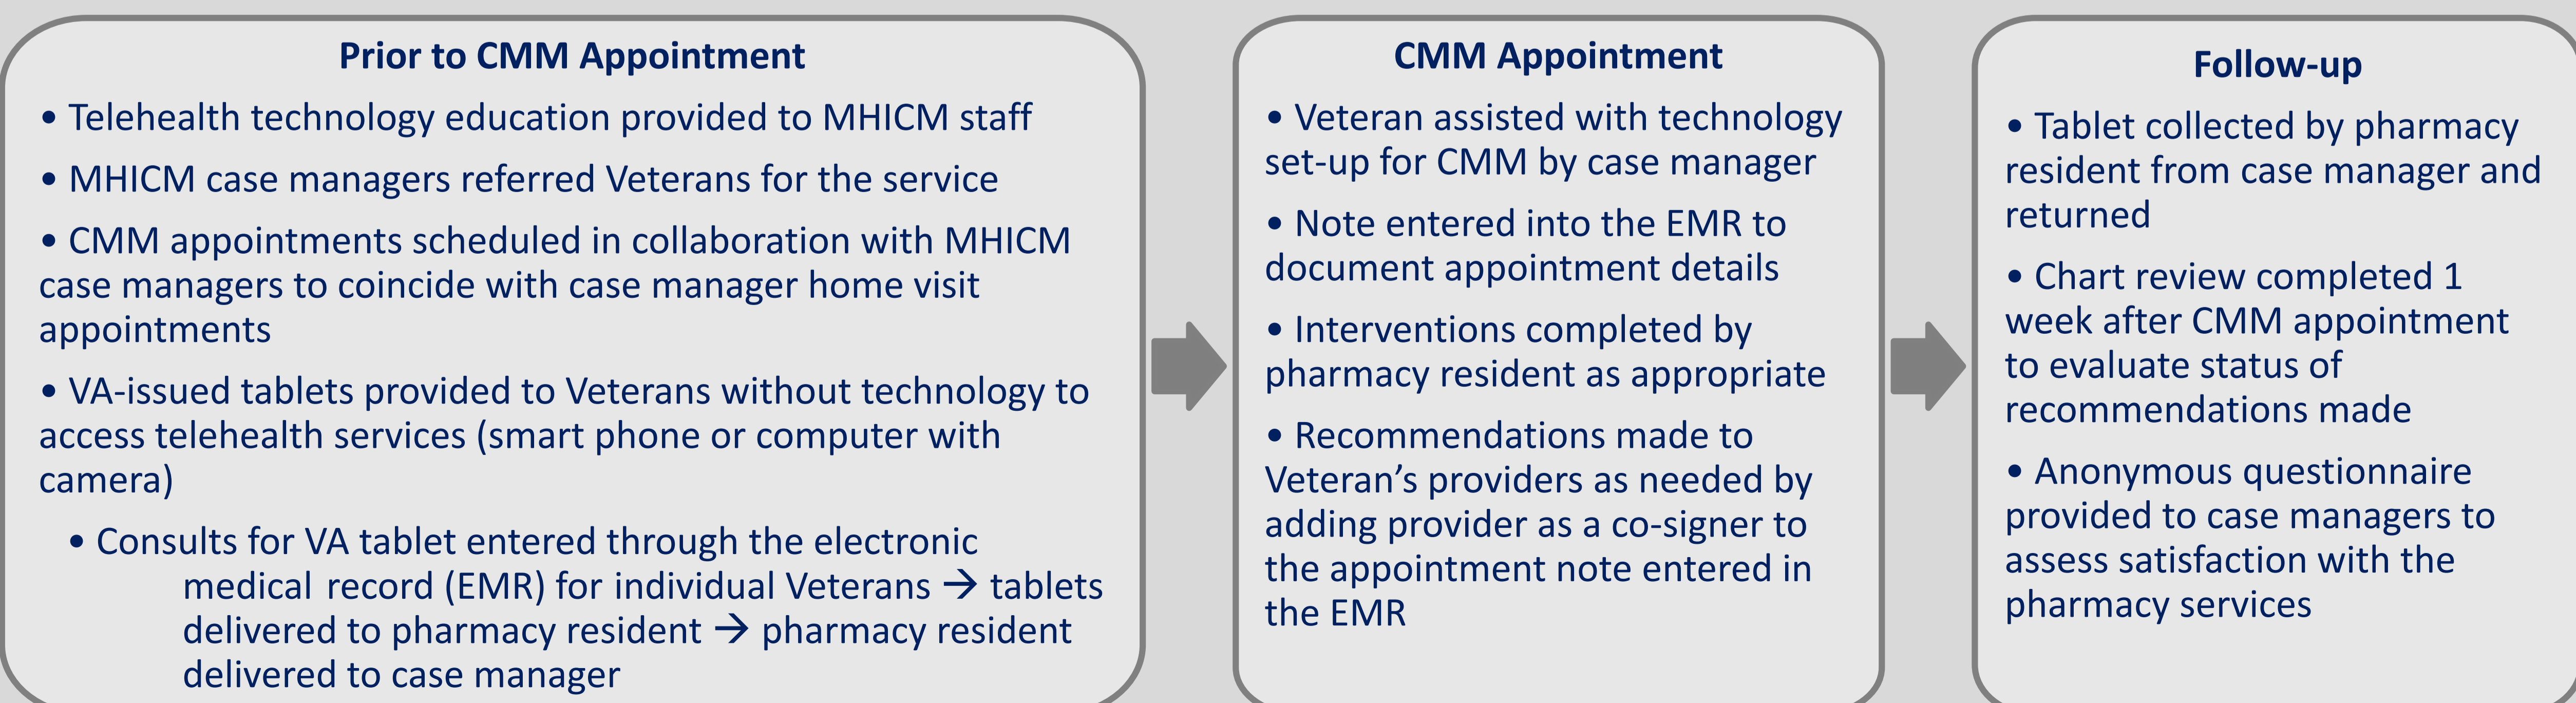 Prior to CMM Appointment
• Telehealth technology education provided to MHICM staff
• MHICM case managers referred Veterans for the service
• CMM appointments scheduled in collaboration with MHICM
case managers to coincide with case manager home visit
appointments
• VA-issued tablets provided to Veterans without technology to
access telehealth services (smart phone or computer with
camera)
• Consults for VA tablet entered through the electronic
medical record (EMR) for individual Veterans → tablets
delivered to pharmacy resident → pharmacy resident
delivered to case manager
CMM Appointment
• Veteran assisted with technology
set-up for CMM by case manager
• Note entered into the EMR to
document appointment details
• Interventions completed by
pharmacy resident as appropriate
• Recommendations made to
Veteran’s providers as needed by
adding provider as a co-signer to
the appointment note entered in
the EMR
Follow-up
• Tablet collected by pharmacy
resident from case manager and
returned
• Chart review completed 1
week after CMM appointment
to evaluate status of
recommendations made
• Anonymous questionnaire
provided to case managers to
assess satisfaction with the
pharmacy services